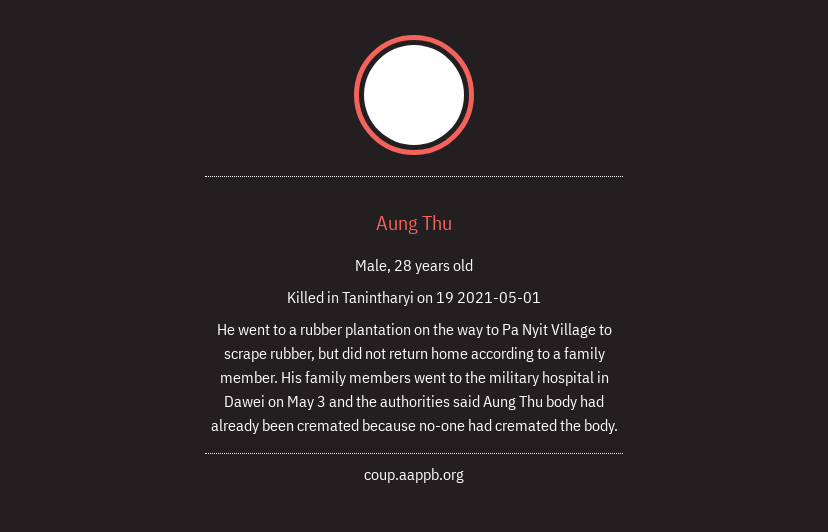 Aung Thu
Male, 28 years old
Killed in Tanintharyi on 19 2021-05-01
He went to a rubber plantation on the way to Pa Nyit Village to
scrape rubber, but did not return home according to a family
member. His family members went to the military hospital in
Dawei on May 3 and the authorities said Aung Thu body had
already been cremated because no-one had cremated the body.
coup.aappb.org